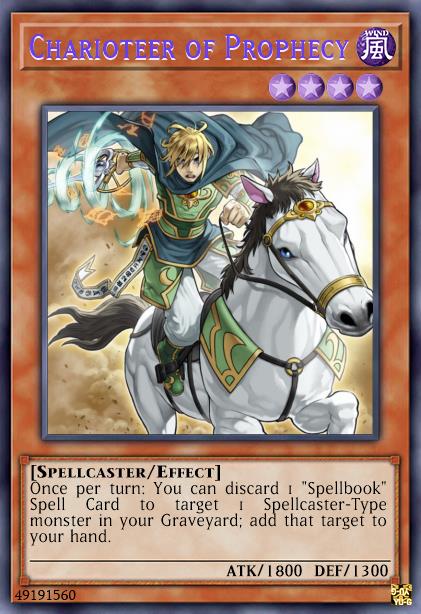 Charioteer of Prophecy
WIND
風
[Spellcaster/Effect]
Once per turn: You can discard 1 "Spellbook"
Spell Card to target 1 Spellcaster-Type
monster in your Graveyard; add that target to
your hand.
ATK/1800 DEF/1300
49191560